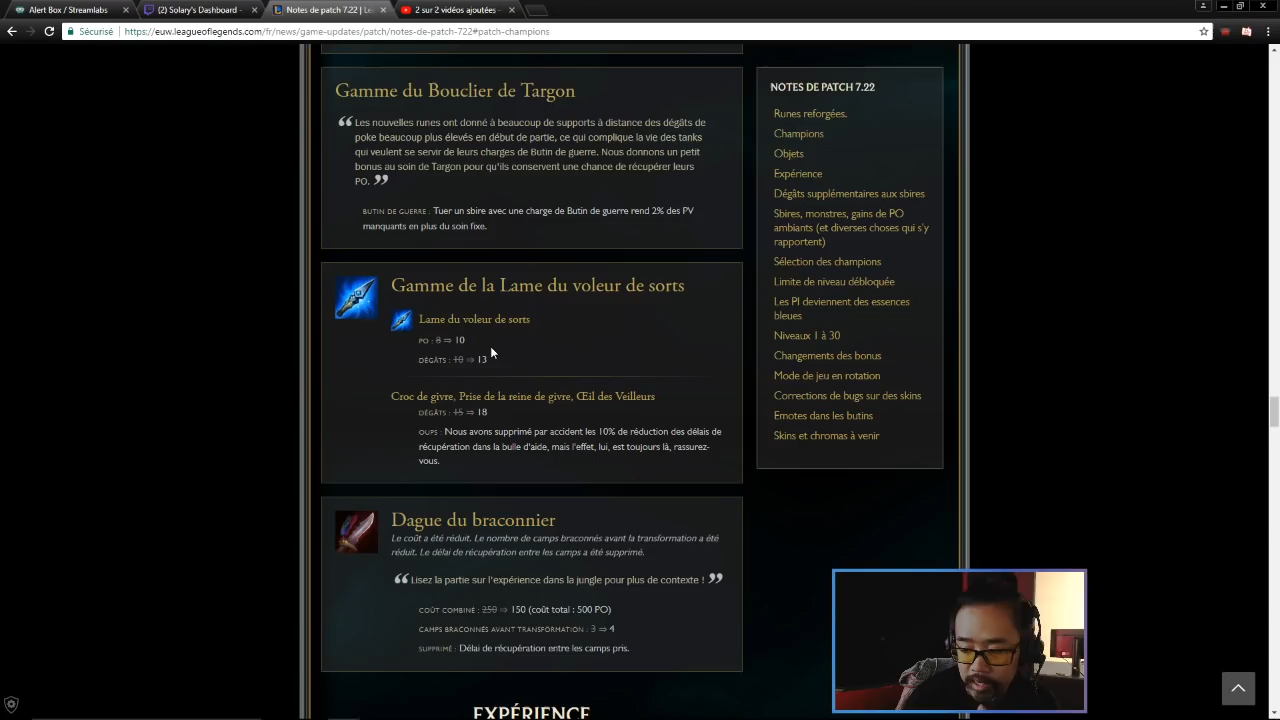 Alert Box / Streamlabs
(2) Solary's Dashboard -
Notes de patch 7.22 | Le
2 sur 2 vidéos ajoutées -
Sécurisé
https://euw.leagueoflegends.com/fr/news/game-updates/patch/notes-de-patch-722#patch-champions
Gamme du Bouclier de Targon
“Les nouvelles runes ont donné à beaucoup de supports à distance des dégâts de
poke beaucoup plus élevés en début de partie, ce qui complique la vie des tanks
qui veulent se servir de leurs charges de Butin de guerre. Nous donnons un petit
bonus au soin de Targon pour qu'ils conservent une chance de récupérer leurs
PO. ”
BUTIN DE GUERRE : Tuer un sbire avec une charge de Butin de guerre rend 2% des PV
manquants en plus du soin fixe.
Gamme de la Lame du voleur de sorts
Lame du voleur de sorts
PO : 8 ⇒ 10
DÉGÂTS : 10 ⇒ 13
Croc de givre, Prise de la reine de givre, Œil des Veilleurs
DÉGÂTS : 15 ⇒ 18
OUPS : Nous avons supprimé par accident les 10% de réduction des délais de
récupération dans la bulle d'aide, mais l'effet, lui, est toujours là, rassurez-
vous.
Dague du braconnier
Le coût a été réduit. Le nombre de camps braconnés avant la transformation a été
réduit. Le délai de récupération entre les camps a été supprimé.
“ Lisez la partie sur l'expérience dans la jungle pour plus de contexte ! ”
COÛT COMBINÉ : 250 ⇒ 150 (coût total : 500 PO)
CAMPS BRACONNÉS AVANT TRANSFORMATION : 3 ⇒ 4
SUPPRIMÉ : Délai de récupération entre les camps pris.
EXPÉRIENCE
NOTES DE PATCH 7.22
Runes reforgées.
Champions
Objets
Expérience
Dégâts supplémentaires aux sbires
Sbires, monstres, gains de PO
ambiants (et diverses choses qui s'y
rapportent)
Sélection des champions
Limite de niveau débloquée
Les PI deviennent des essences
bleues
Niveaux 1 à 30
Changements des bonus
Mode de jeu en rotation
Corrections de bugs sur des skins
Emotes dans les butins
Skins et chromas à venir